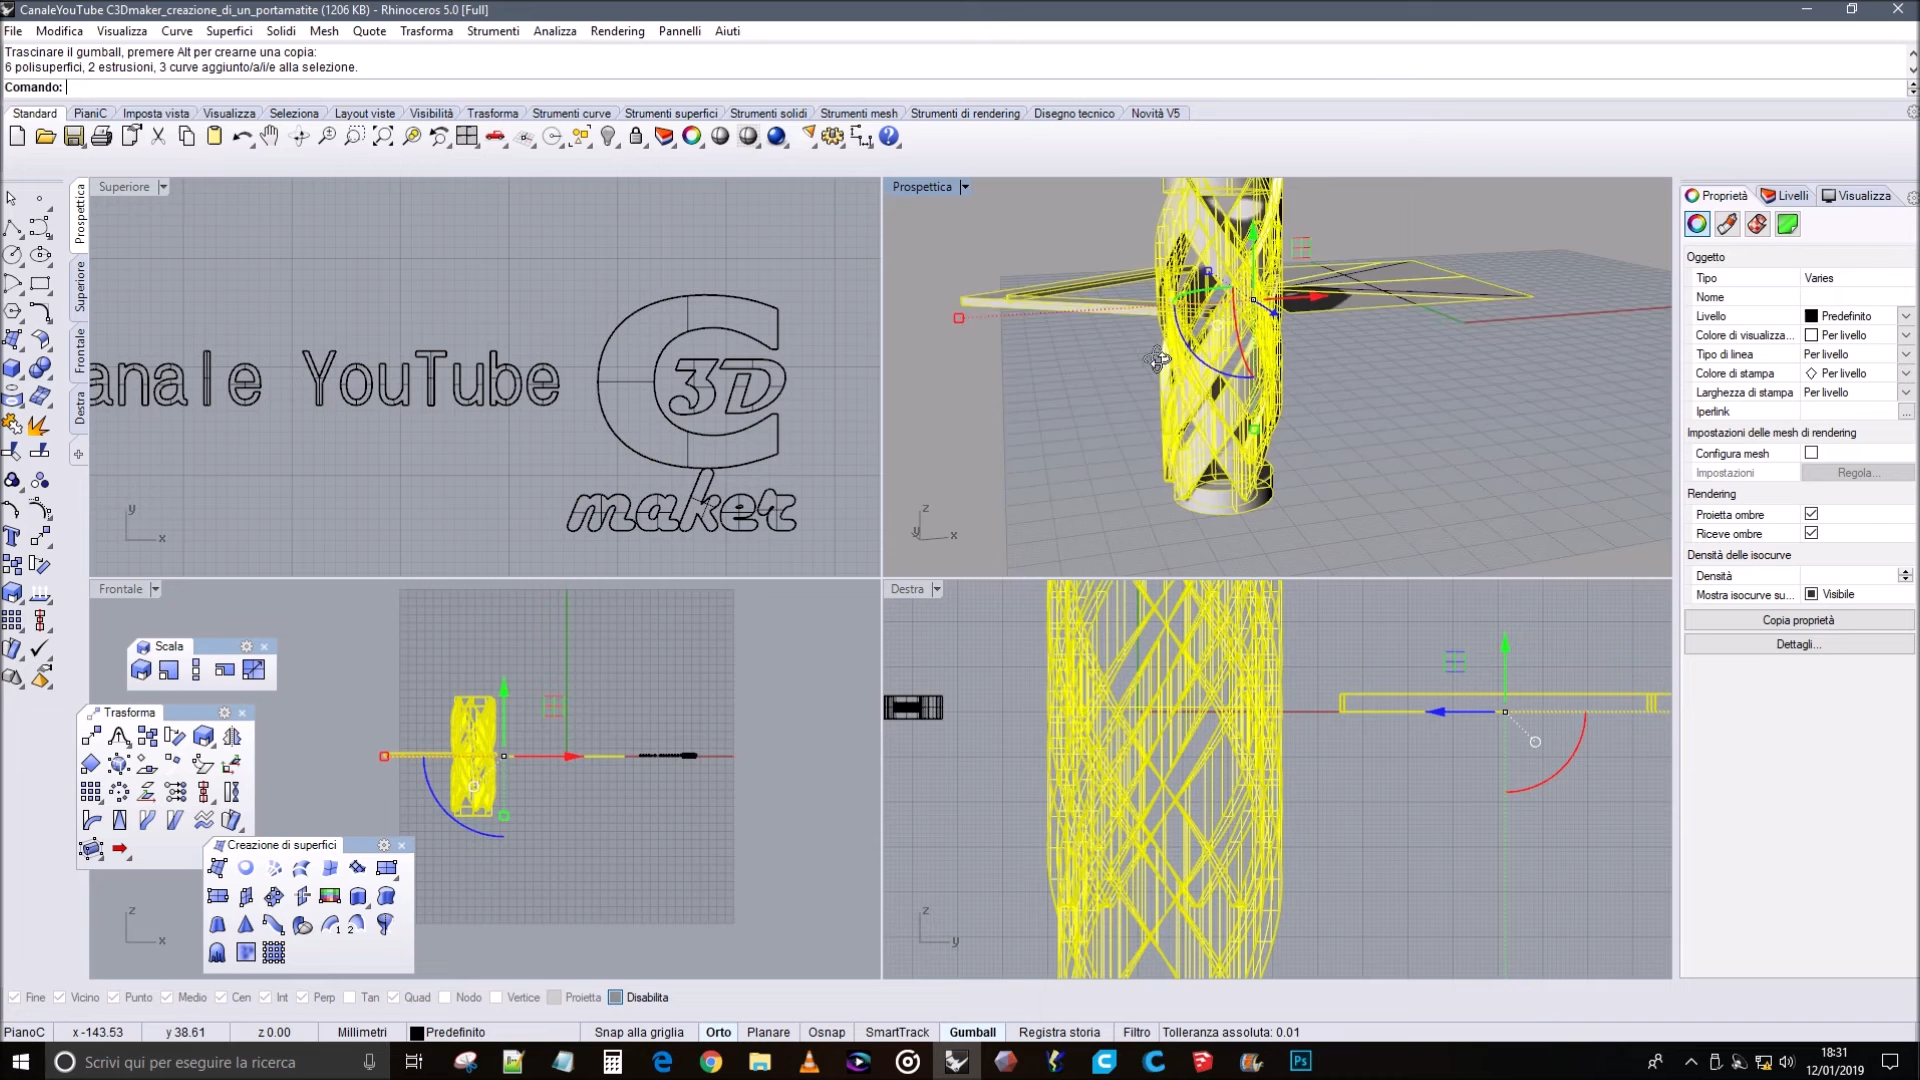 CanaleYouTube C3Dmaker_creazione_di_un_portamatite (1206 KB) - Rhinoceros 5.0 [Full]
File Modifica Visualizza Curve Superfici Solidi Mesh Quote Trasforma Strumenti Analizza Rendering Pannelli Aiuti
Trascinare il gumball, premere Alt per crearne una copia:
6 polisuperfici, 2 estrusioni, 3 curve aggiunto/a/i/e alla selezione.
Comando:
Standard PianiC Imposta vista Visualizza Seleziona Layout viste Visibilità Trasforma Strumenti curve Strumenti superfici Strumenti solidi Strumenti mesh Strumenti di rendering Disegno tecnico Novità V5
Prospettica
Superiore
Frontale
Destra
Superiore
anale YouTube
C
3D
maker
y
x
Prospettica
z
y
x
Frontale
Scala
Trasforma
Creazione di superfici
1
2
z
x
Destra
z
y
Proprietà Livelli Visualizza
Oggetto
Tipo Varies
Nome
Livello Predefinito
Colore di visualizza... Per livello
Tipo di linea Per livello
Colore di stampa Per livello
Larghezza di stampa Per livello
Iperlink ...
Impostazioni delle mesh di rendering
Configura mesh
Impostazioni Regola...
Rendering
Proietta ombre
Riceve ombre
Densità delle isocurve
Densità
Mostra isocurve su... Visibile
Copia proprietà
Dettagli...
Fine Vicino Punto Medio Cen Int Perp Tan Quad Nodo Vertice Proietta Disabilita
PianoC x -143.53 y 38.61 z 0.00 Millimetri Predefinito Snap alla griglia Orto Planare Osnap SmartTrack Gumball Registra storia Filtro Tolleranza assoluta: 0.01
Scrivi qui per eseguire la ricerca
Ps
18:31
12/01/2019